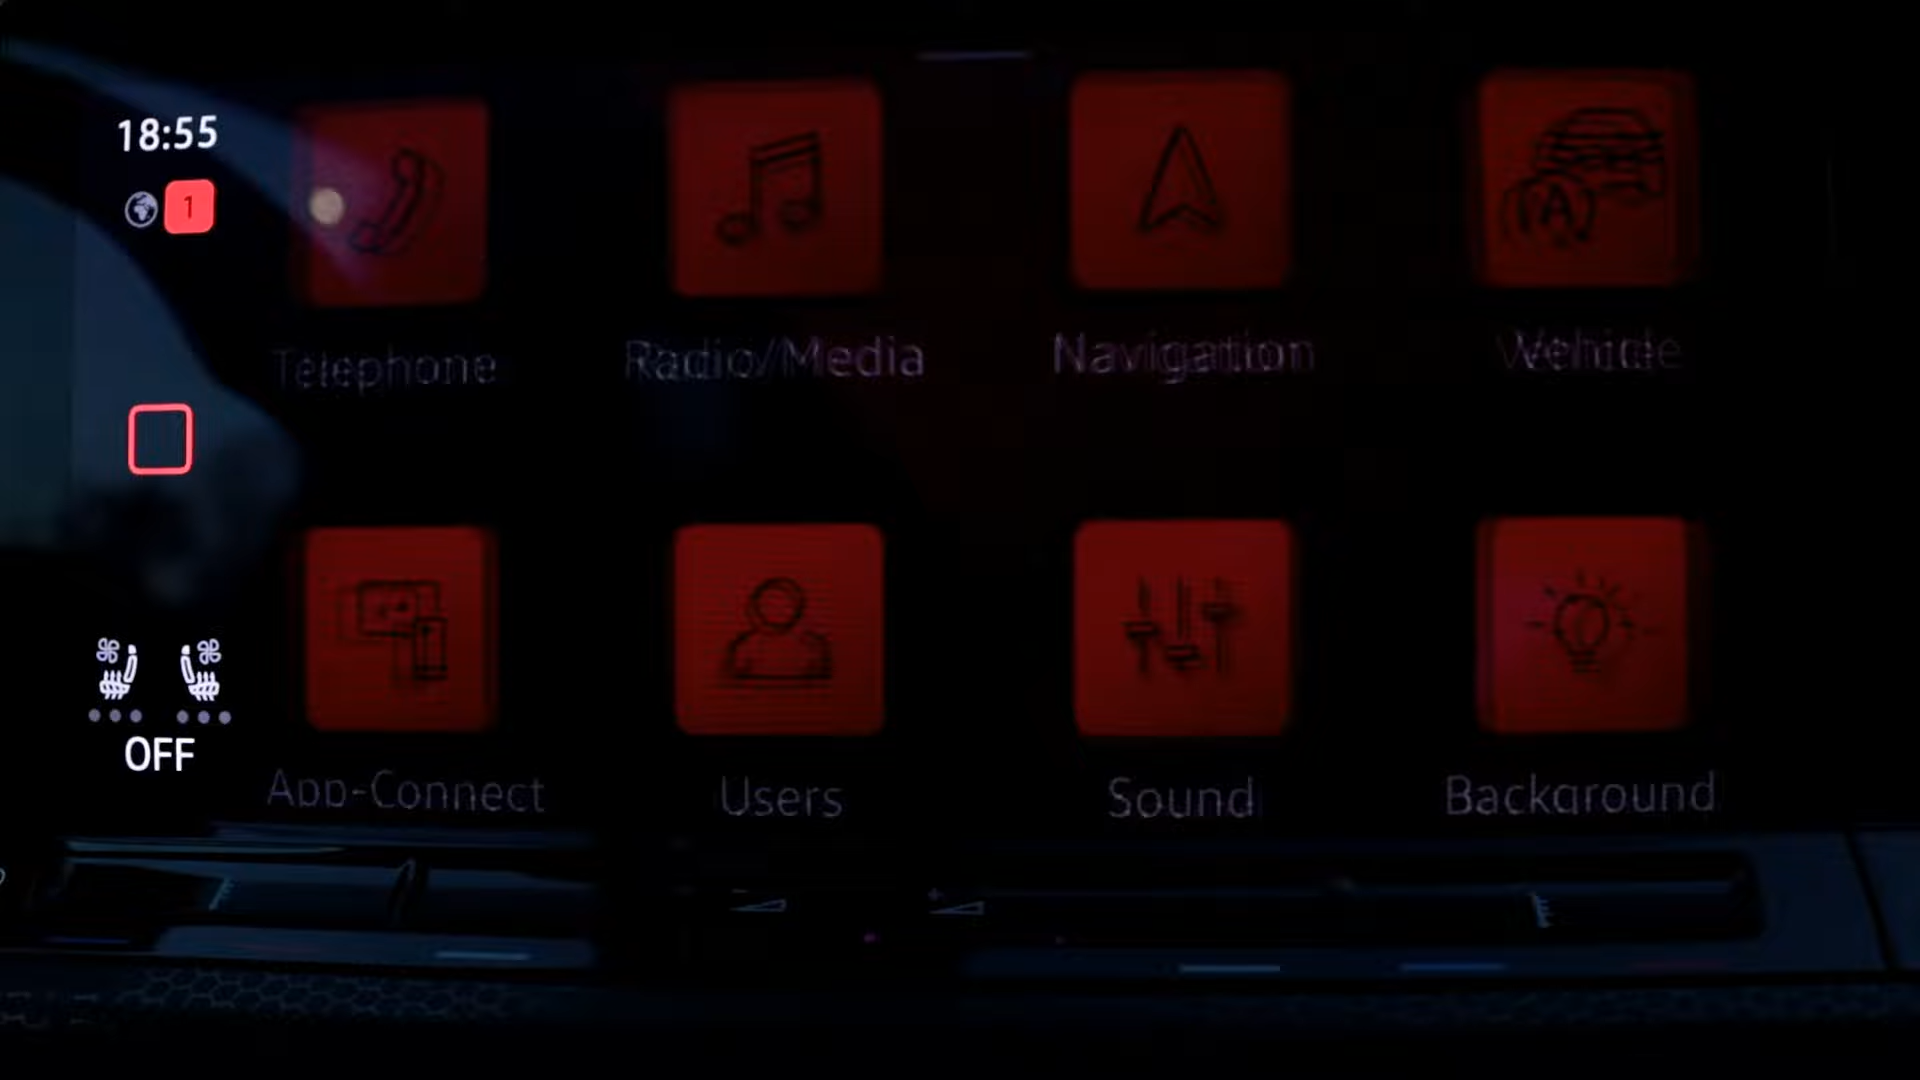 18:55
1
Telephone
Radio/Media
Navigation
Vehicle
A
OFF
App-Connect
Users
Sound
Background